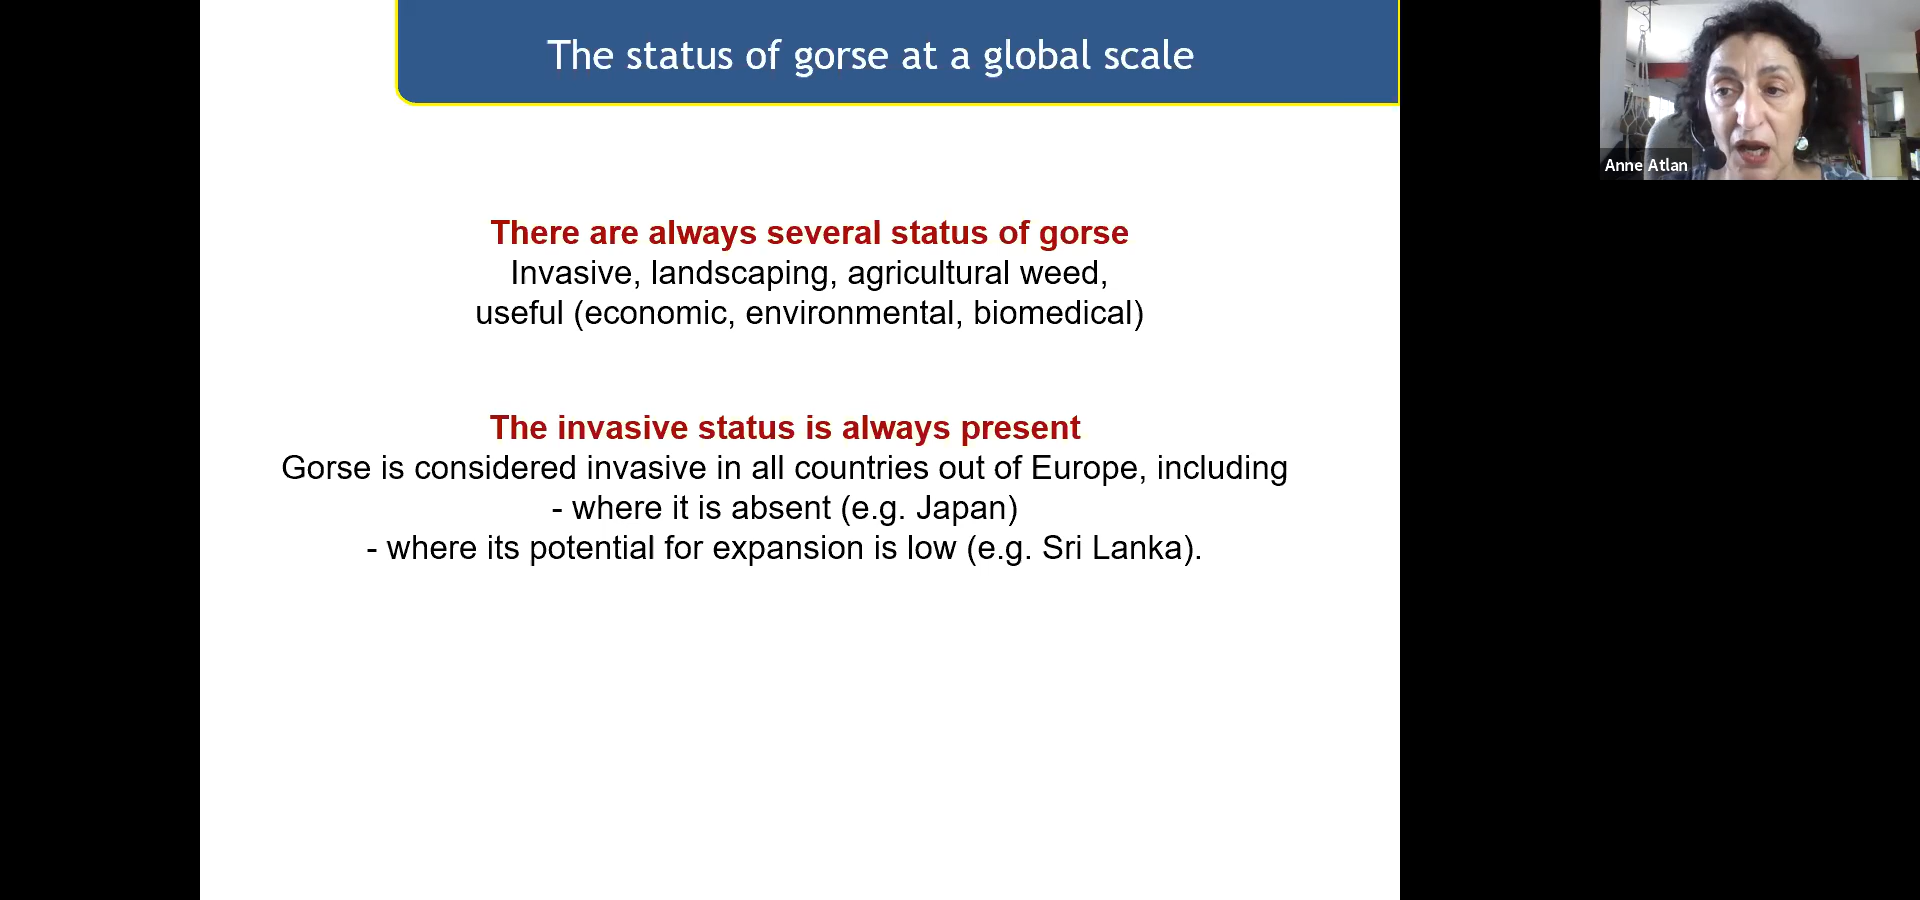 The status of gorse at a global scale
There are always several status of gorse
Invasive, landscaping, agricultural weed,
useful (economic, environmental, biomedical)
The invasive status is always present
Gorse is considered invasive in all countries out of Europe, including
- where it is absent (e.g. Japan)
- where its potential for expansion is low (e.g. Sri Lanka).
Anne Atlan